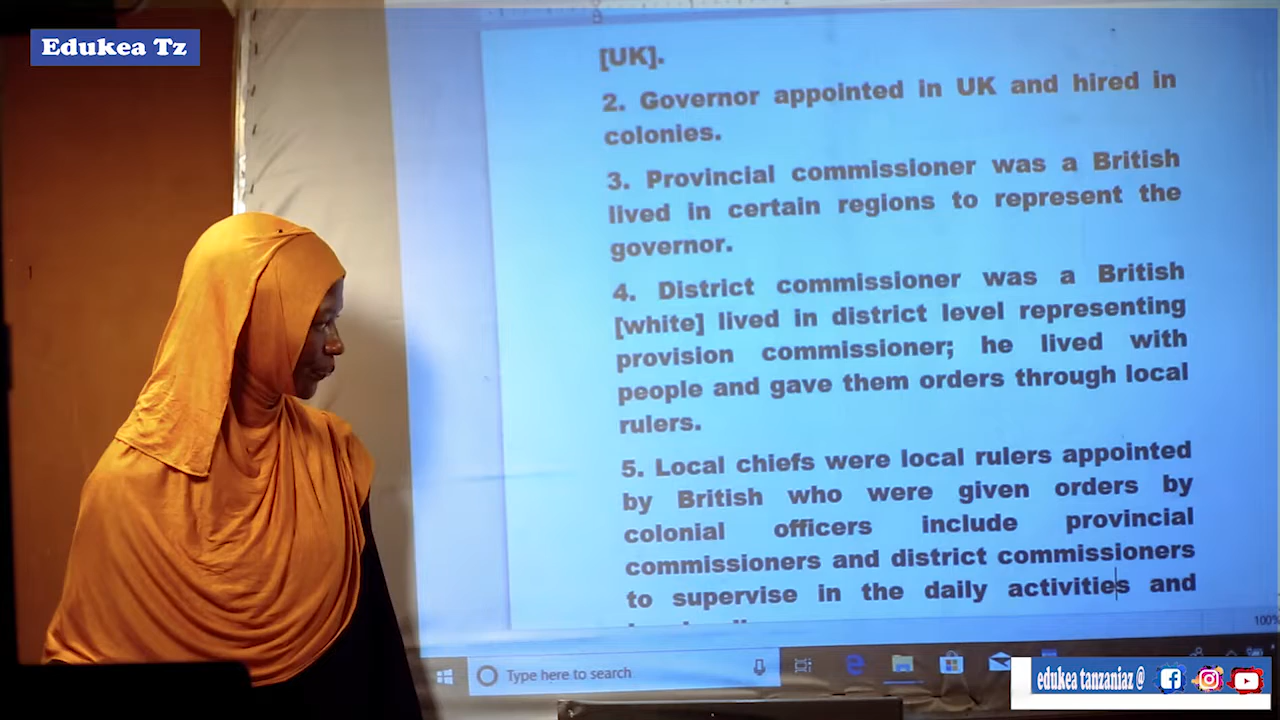 Edukea Tz
[UK].
2. Governor appointed in UK and hired in
colonies.
3. Provincial commissioner was a British
lived in certain regions to represent the
governor.
4. District commissioner was a British
[white] lived in district level representing
provision commissioner; he lived with
people and gave them orders through local
rulers.
5. Local chiefs were local rulers appointed
by British who were given orders by
colonial officers include provincial
commissioners and district commissioners
to supervise in the daily activities and
100%
Type here to search
edukea tanzaniaz @